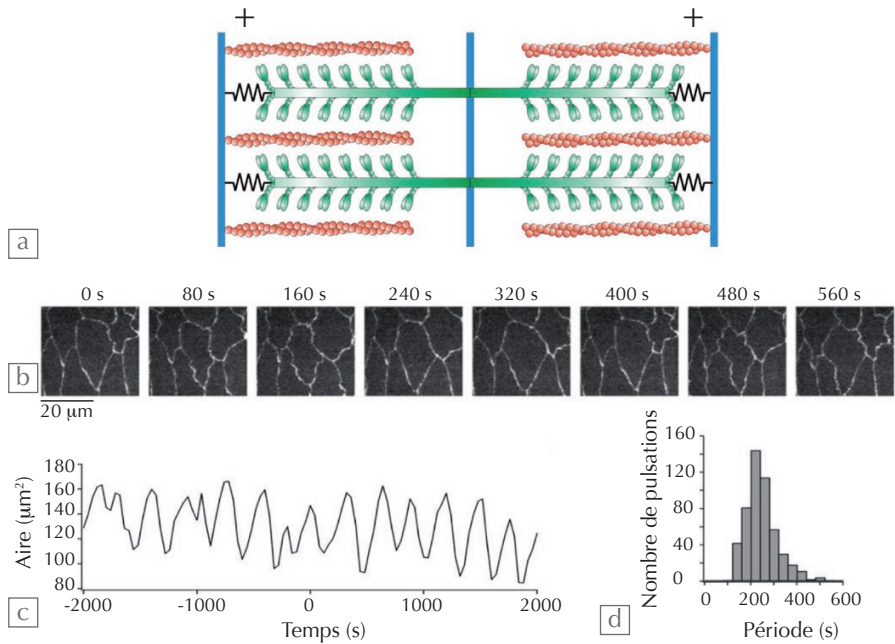 + +
a
0 s 80 s 160 s 240 s 320 s 400 s 480 s 560 s
b
20 μm
Aire (μm²)
180
160
140
120
100
80
-2000 -1000 0 1000 2000
Temps (s)
c
Nombre de pulsations
160
120
80
40
0
0 200 400 600
Période (s)
d